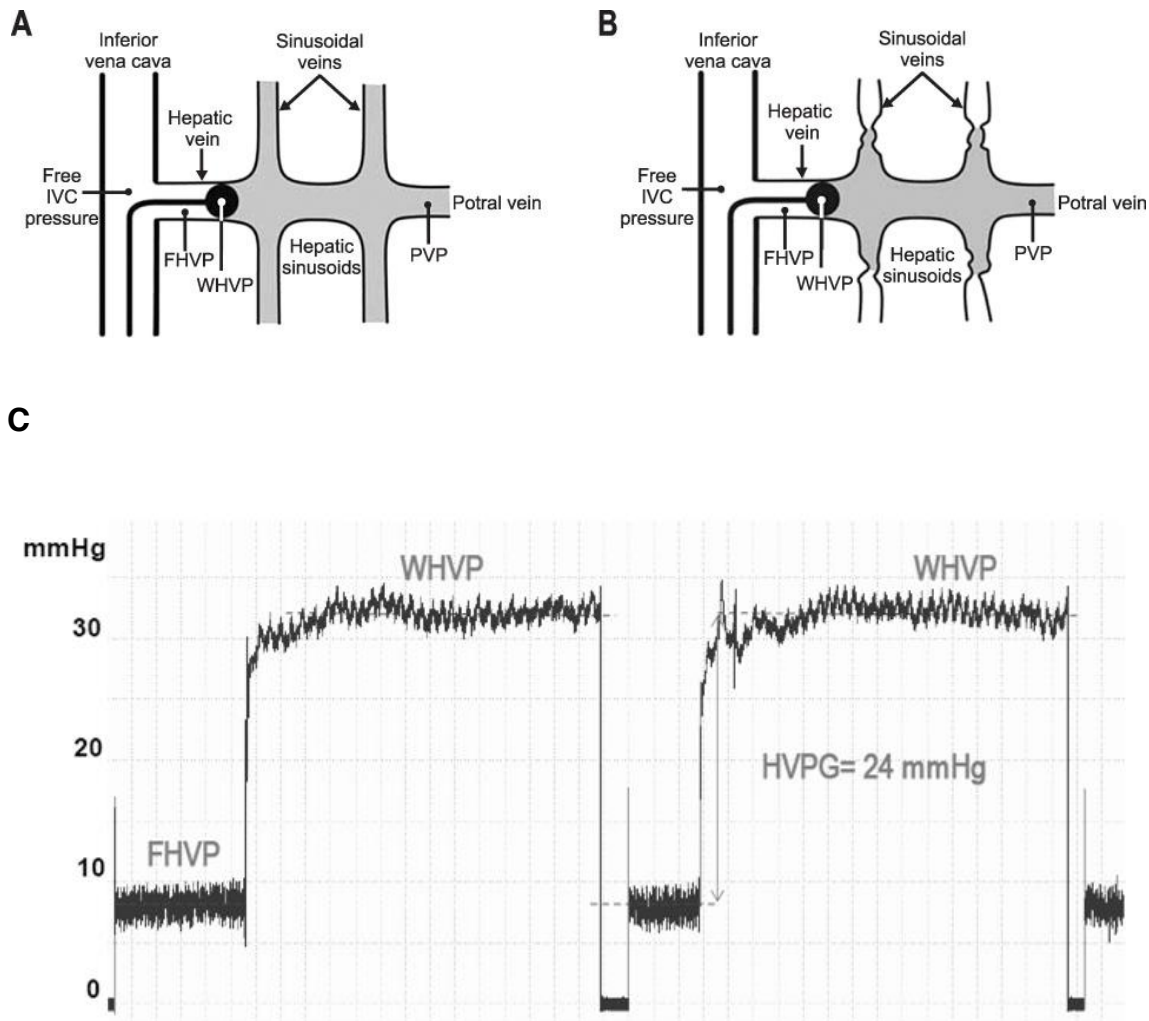 A
Inferior
vena cava
Sinusoidal
veins
Hepatic
vein
Free
IVC
pressure
FHVP
WHVP
Hepatic
sinusoids
PVP
Potral vein
B
Inferior
vena cava
Sinusoidal
veins
Hepatic
vein
Free
IVC
pressure
FHVP
WHVP
Hepatic
sinusoids
PVP
Potral vein
C
mmHg
WHVP
WHVP
30
20
HVPG= 24 mmHg
10
FHVP
0